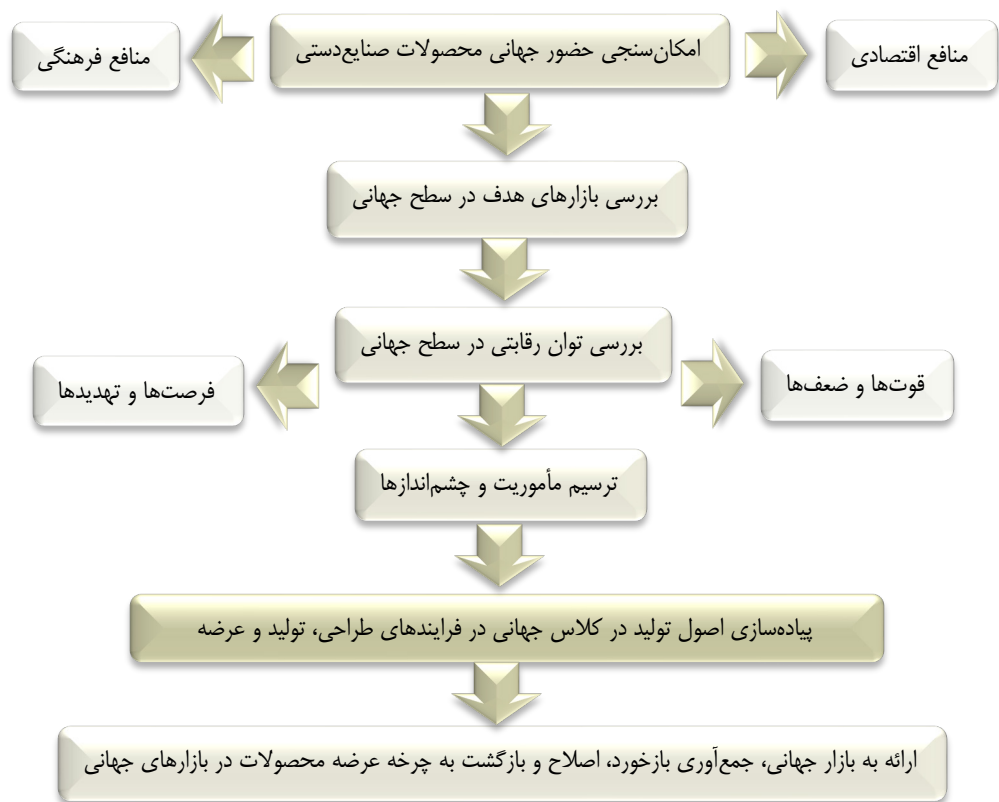 منافع اقتصادی
امکان‌سنجی حضور جهانی محصولات صنایع‌دستی
منافع فرهنگی
بررسی بازارهای هدف در سطح جهانی
بررسی توان رقابتی در سطح جهانی
قوت‌ها و ضعف‌ها
فرصت‌ها و تهدیدها
ترسیم مأموریت و چشم‌اندازها
پیاده‌سازی اصول تولید در کلاس جهانی در فرایندهای طراحی، تولید و عرضه
ارائه به بازار جهانی، جمع‌آوری بازخورد، اصلاح و بازگشت به چرخه عرضه محصولات در بازارهای جهانی